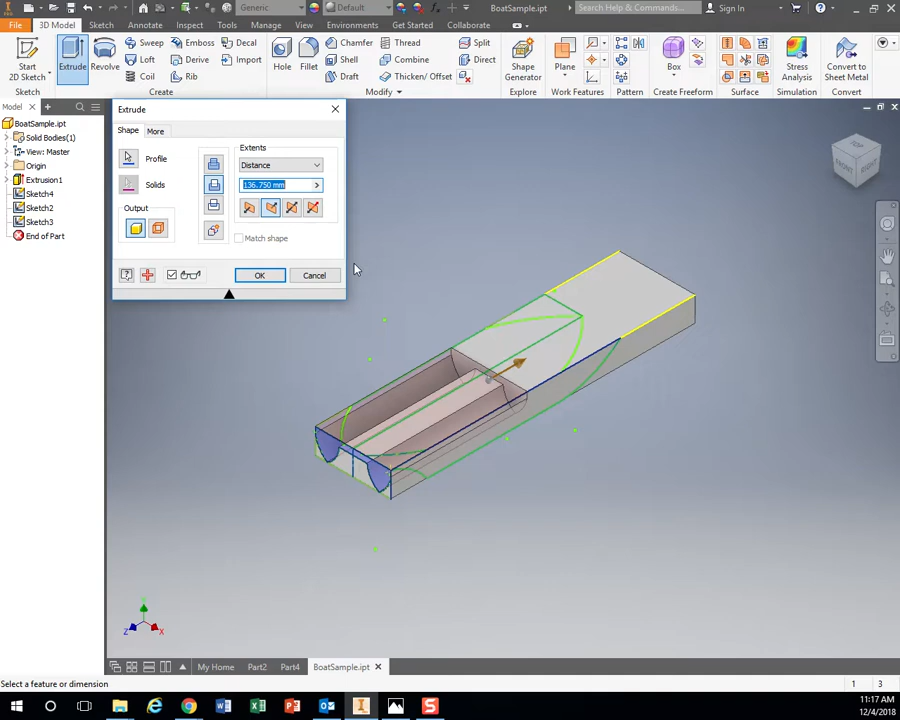 Generic
Default
BoatSample.ipt
Search Help & Commands...
Sign In
File
3D Model
Sketch
Annotate
Inspect
Tools
Manage
View
Environments
Get Started
Collaborate
Start
2D Sketch
Extrude
Revolve
Sweep
Emboss
Decal
Loft
Derive
Import
Coil
Rib
Hole
Fillet
Chamfer
Thread
Split
Shell
Combine
Direct
Draft
Thicken/ Offset
Shape
Generator
Plane
Box
Stress
Analysis
Convert to
Sheet Metal
Create
Modify
Explore
Work Features
Pattern
Create Freeform
Surface
Simulation
Convert
Model
BoatSample.ipt
Solid Bodies(1)
View: Master
Origin
Extrusion1
Sketch4
Sketch2
Sketch3
End of Part
Extrude
Shape
More
Profile
Solids
Output
Extents
Distance
136.750 mm
Match shape
OK
Cancel
FRONT
RIGHT
Z
X
My Home
Part2
Part4
BoatSample.ipt
Select a feature or dimension
1
3
11:17 AM
12/4/2018